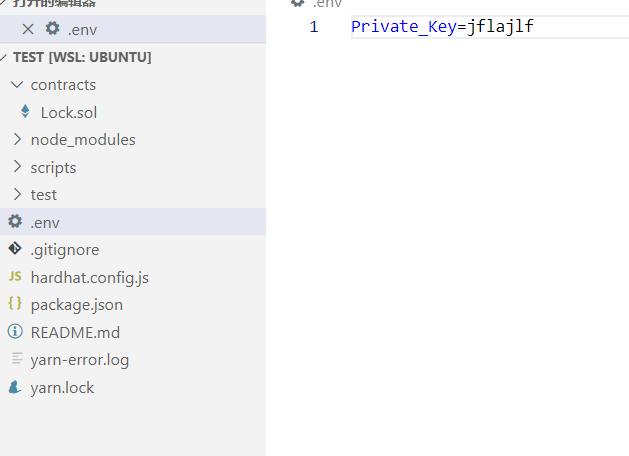 打开的编辑器
.env
.env
1 Private_Key=jflajlf
TEST [WSL: UBUNTU]
contracts
Lock.sol
node_modules
scripts
test
.env
.gitignore
JS hardhat.config.js
{} package.json
README.md
yarn-error.log
yarn.lock